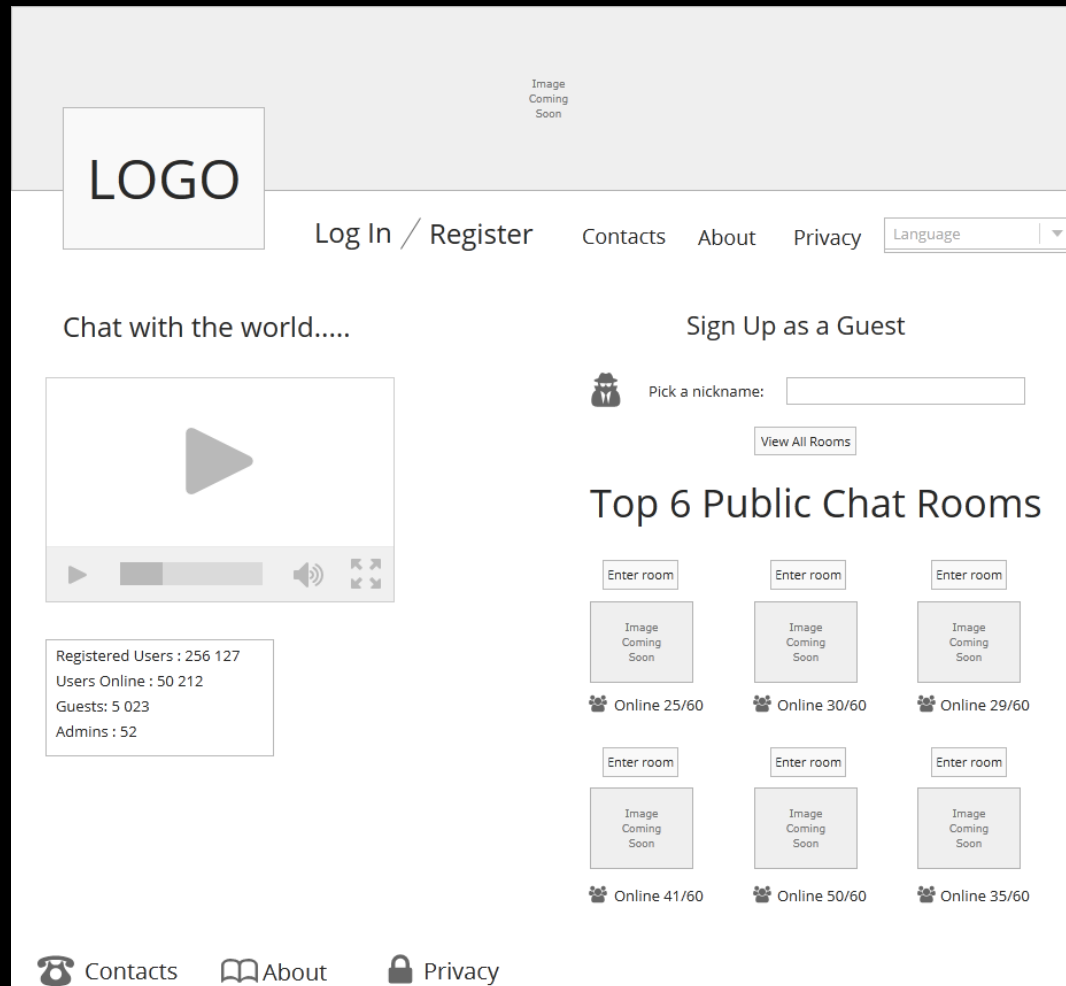 Image
Coming
Soon
LOGO
Log In / Register
Contacts
About
Privacy
Language
Chat with the world.....
Sign Up as a Guest
Pick a nickname:
View All Rooms
Top 6 Public Chat Rooms
Enter room
Enter room
Enter room
Image
Coming
Soon
Image
Coming
Soon
Image
Coming
Soon
Online 25/60
Online 30/60
Online 29/60
Registered Users : 256 127
Users Online : 50 212
Guests: 5 023
Admins : 52
Enter room
Enter room
Enter room
Image
Coming
Soon
Image
Coming
Soon
Image
Coming
Soon
Online 41/60
Online 50/60
Online 35/60
Contacts
About
Privacy